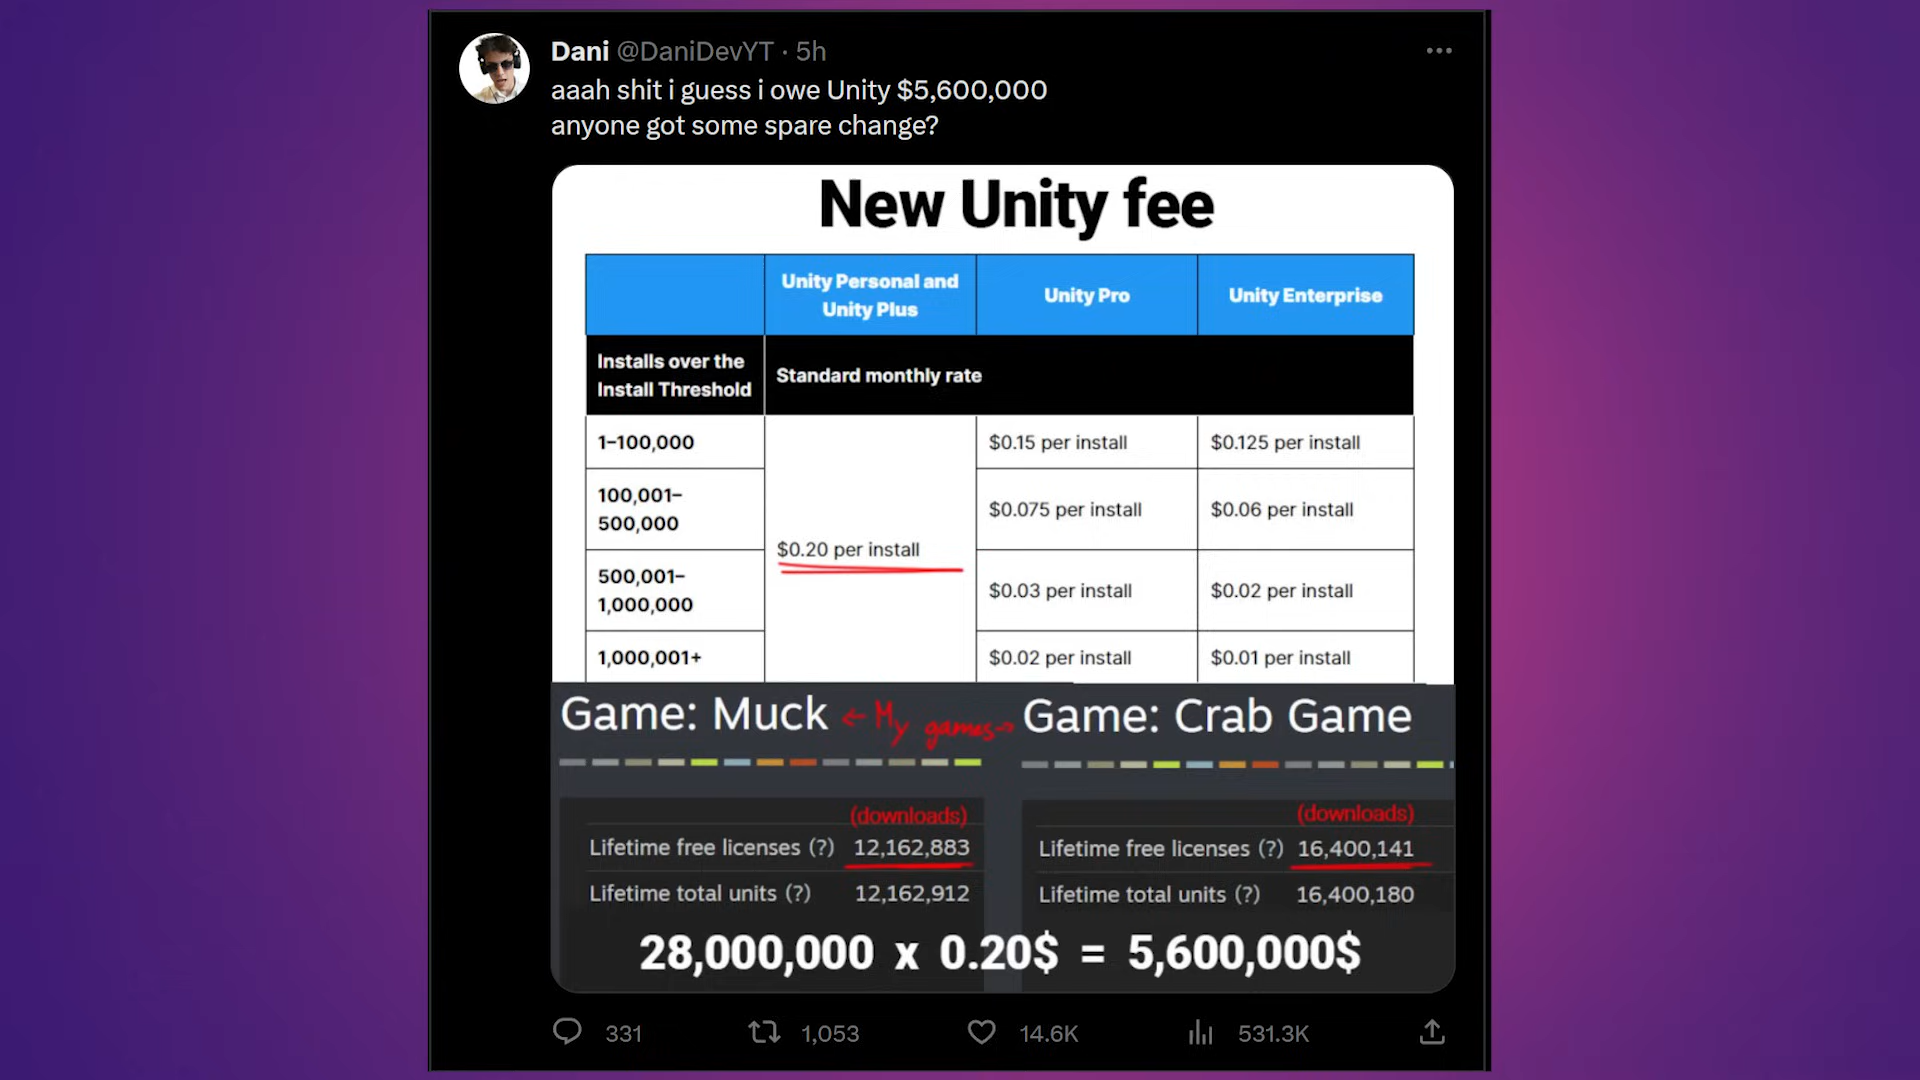 Dani @DaniDevYT · 5h
aaah shit i guess i owe Unity $5,600,000
anyone got some spare change?
New Unity fee
Unity Personal and
Unity Plus
Unity Pro
Unity Enterprise
Installs over the
Install Threshold
Standard monthly rate
1–100,000
$0.15 per install
$0.125 per install
100,001–
500,000
$0.075 per install
$0.06 per install
$0.20 per install
500,001–
1,000,000
$0.03 per install
$0.02 per install
1,000,001+
$0.02 per install
$0.01 per install
Game: Muck
← My games →
Game: Crab Game
(downloads)
Lifetime free licenses (?) 12,162,883
Lifetime total units (?) 12,162,912
(downloads)
Lifetime free licenses (?) 16,400,141
Lifetime total units (?) 16,400,180
28,000,000 x 0.20$ = 5,600,000$
331 1,053 14.6K 531.3K